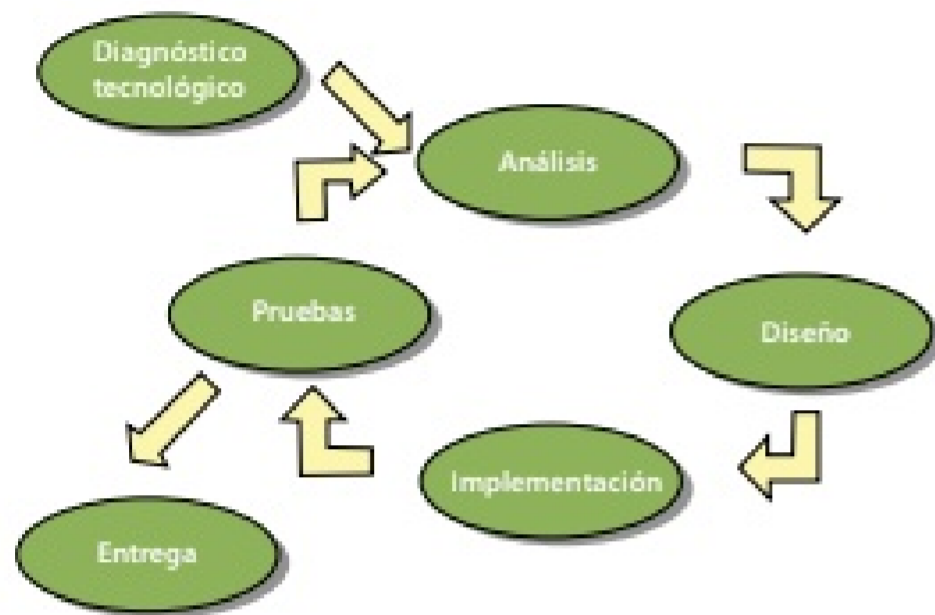 Diagnóstico
tecnológico
Análisis
Pruebas
Diseño
Implementación
Entrega